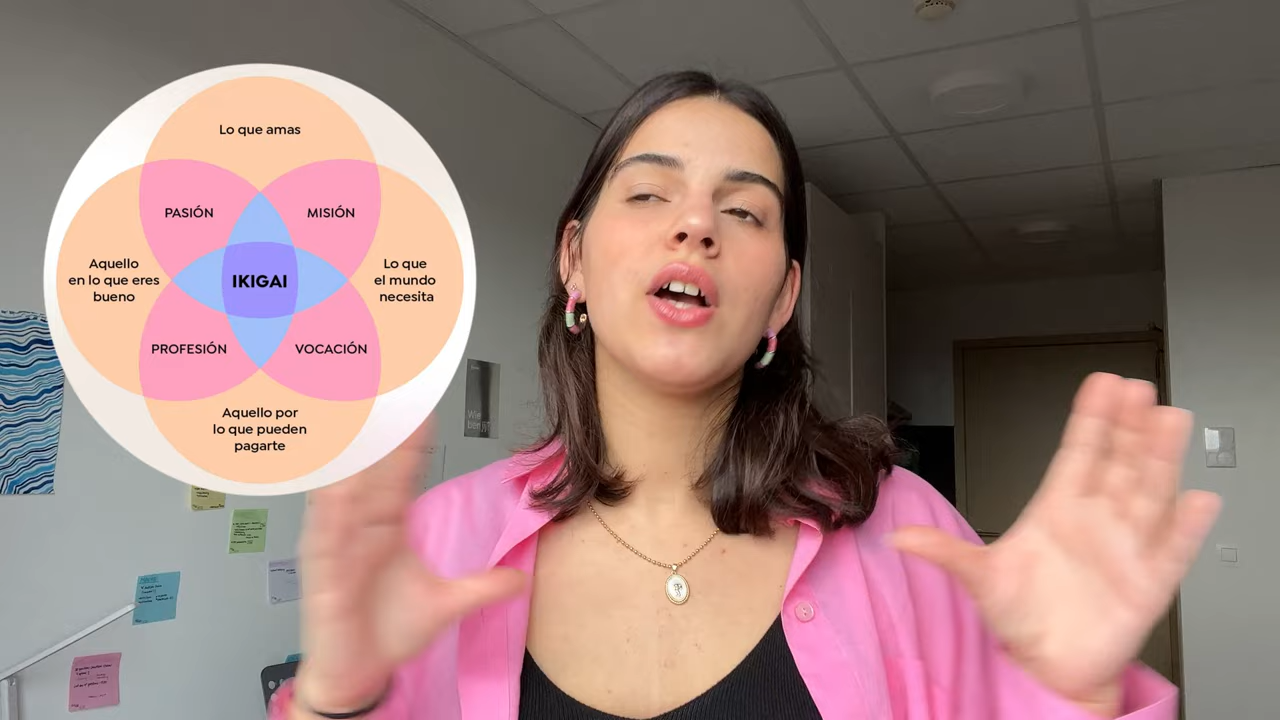 Lo que amas
PASIÓN
MISIÓN
Aquello
en lo que eres
bueno
IKIGAI
Lo que
el mundo
necesita
PROFESIÓN
VOCACIÓN
Aquello por
lo que pueden
pagarte